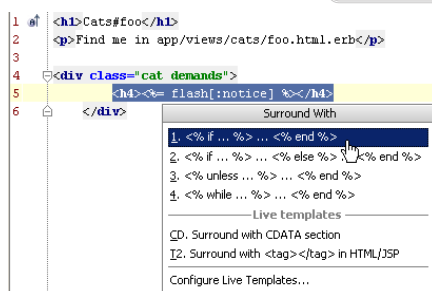 1 <h1>Cats#foo</h1>
2 <p>Find me in app/views/cats/foo.html.erb</p>
3
4 <div class="cat demands">
5 <h4><%= flash[:notice] %></h4>
6 </div>
Surround With
1. <% if ... %> ... <% end %>
2. <% if ... %> ... <% else %> ... <% end %>
3. <% unless ... %> ... <% end %>
4. <% while ... %> ... <% end %>
Live templates
CD. Surround with CDATA section
T2. Surround with <tag></tag> in HTML/JSP
Configure Live Templates...